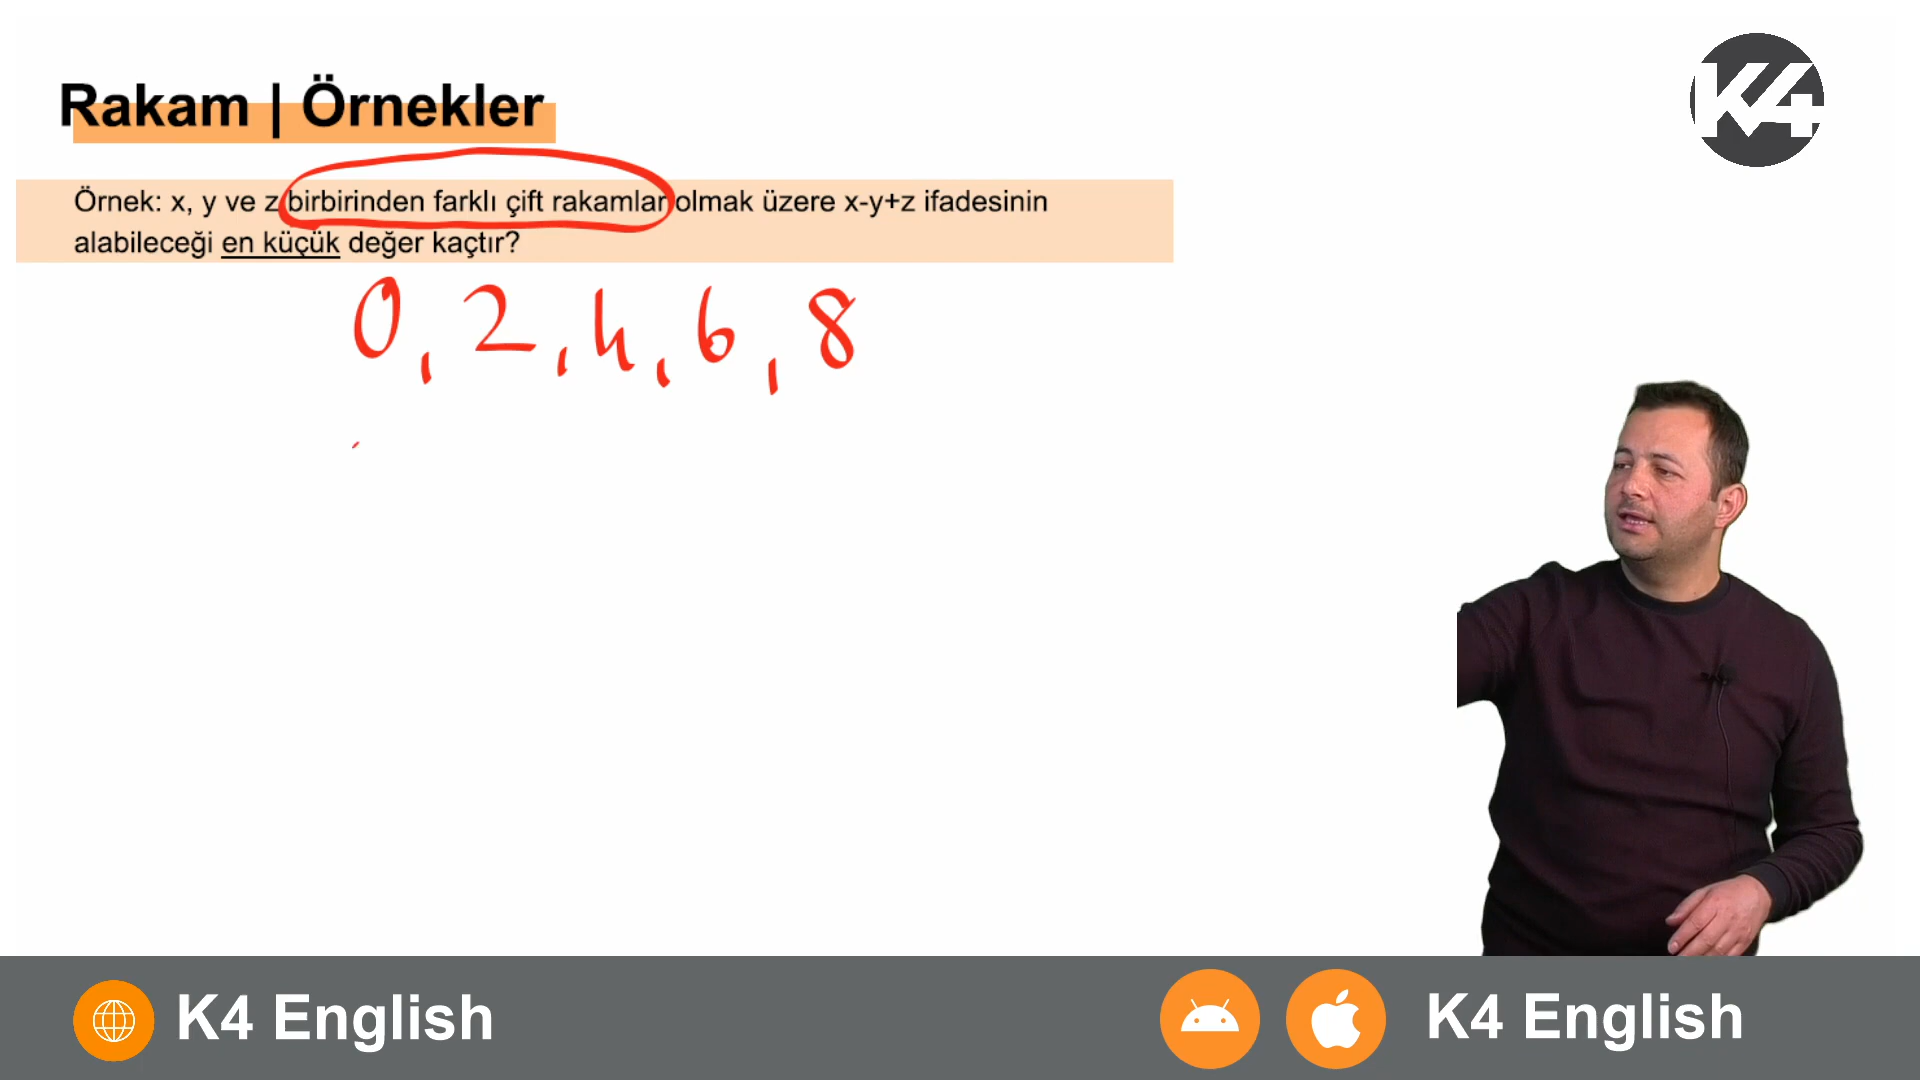 K4
Rakam | Örnekler
Örnek: x, y ve z birbirinden farklı çift rakamlar olmak üzere x-y+z ifadesinin
alabileceği en küçük değer kaçtır?
0, 2, 4, 6, 8
K4 English
K4 English